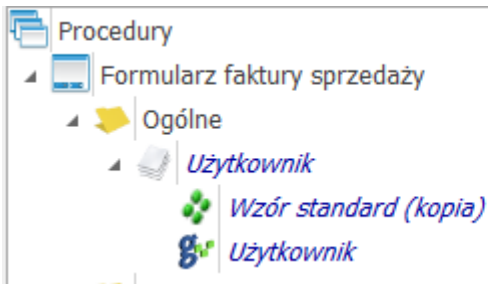 Procedury
Formularz faktury sprzedaży
Ogólne
Użytkownik
Wzór standard (kopia)
Użytkownik